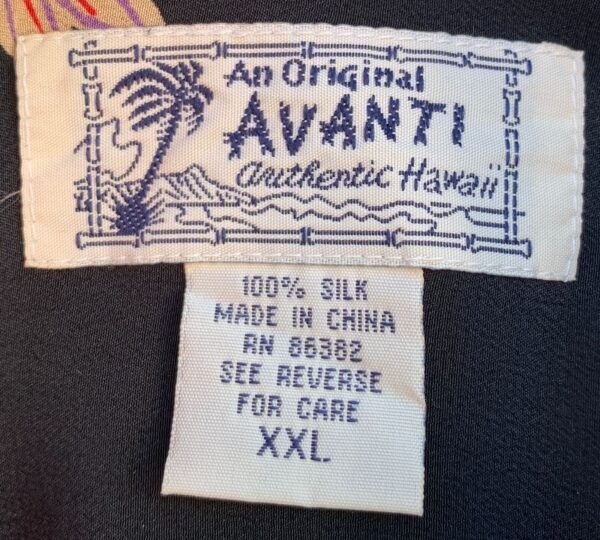 An Original
AVANTI
authentic Hawaii
100% SILK
MADE IN CHINA
RN 86382
SEE REVERSE
FOR CARE
XXL